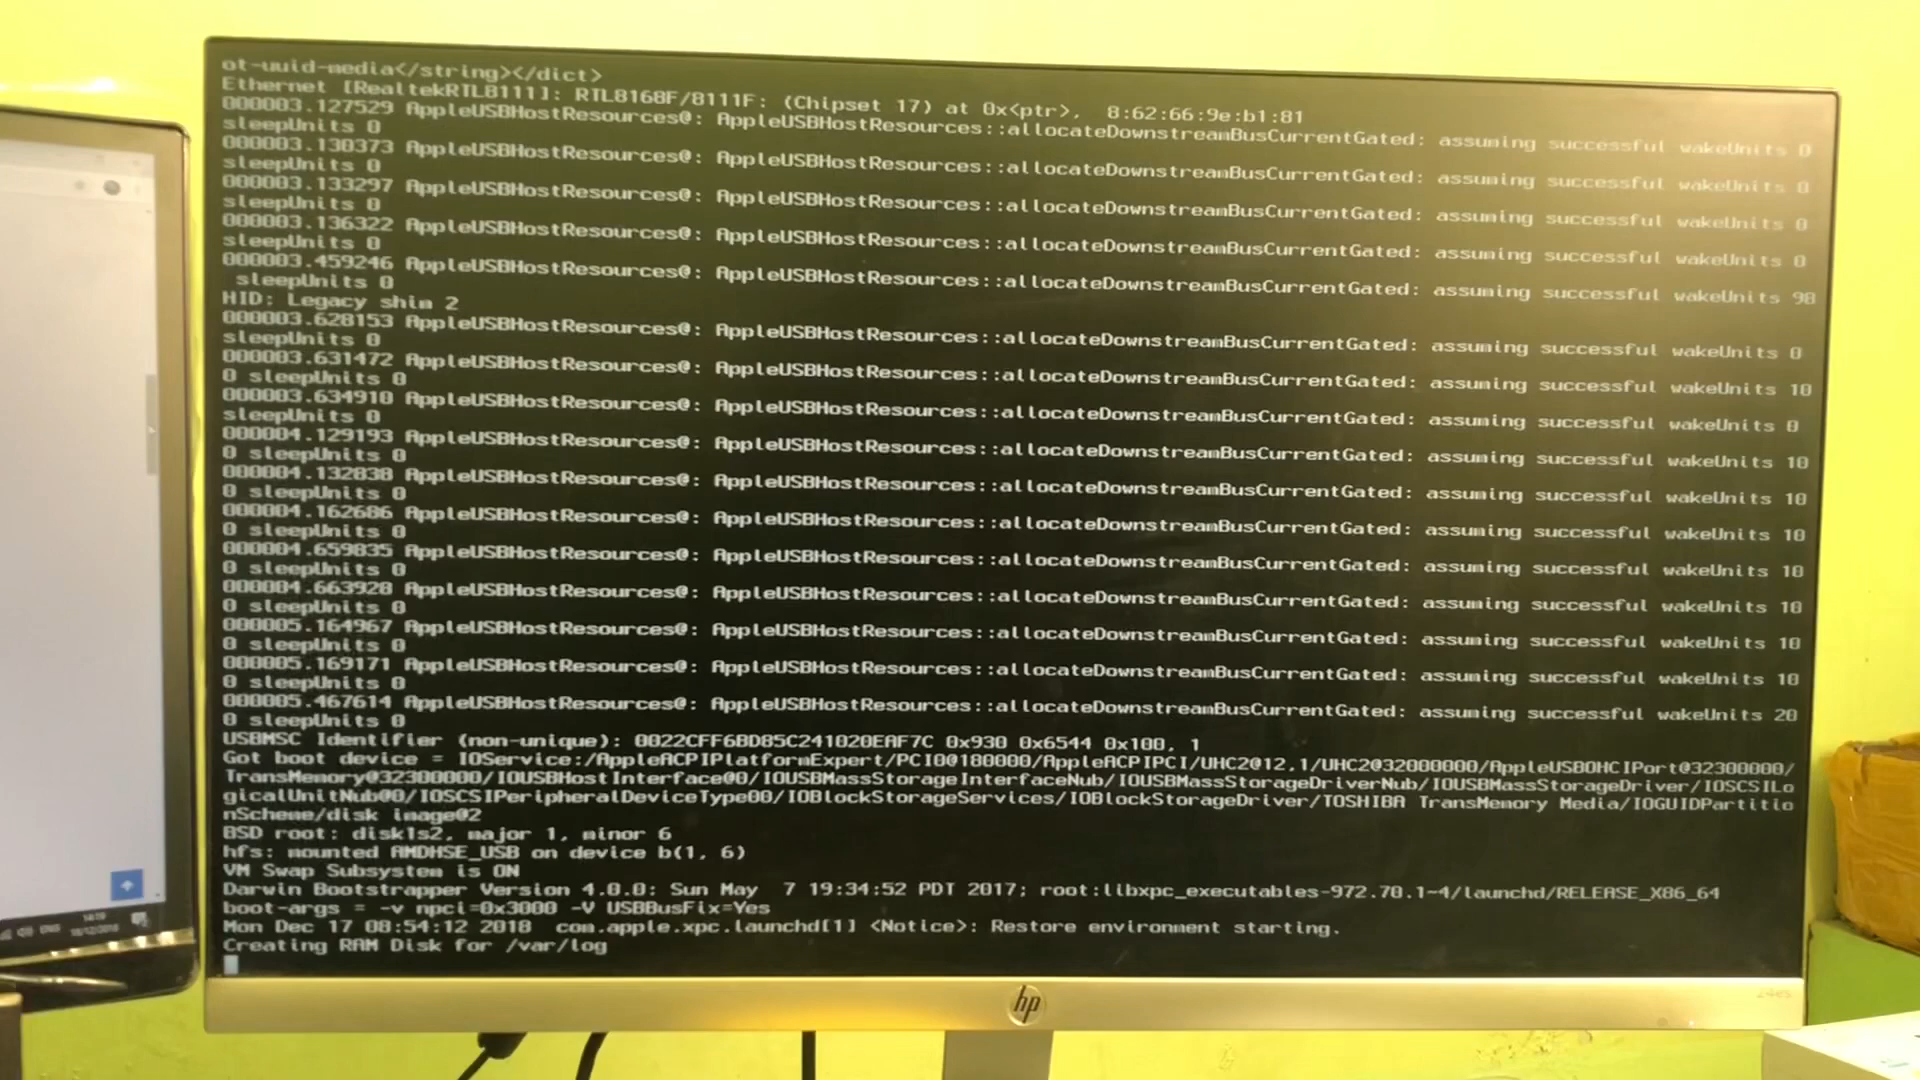 ot-uuid-media</string></dict>
Ethernet [RealtekRTL8111]: RTL8168F/8111F: (Chipset 17) at 0x<ptr>, 8:62:66:9e:b1:81
000003.127529 AppleUSBHostResources@: AppleUSBHostResources::allocateDownstreamBusCurrentGated: assuming successful wakeUnits 0
sleepUnits 0
000003.130373 AppleUSBHostResources@: AppleUSBHostResources::allocateDownstreamBusCurrentGated: assuming successful wakeUnits 0
sleepUnits 0
000003.133297 AppleUSBHostResources@: AppleUSBHostResources::allocateDownstreamBusCurrentGated: assuming successful wakeUnits 0
sleepUnits 0
000003.136322 AppleUSBHostResources@: AppleUSBHostResources::allocateDownstreamBusCurrentGated: assuming successful wakeUnits 0
sleepUnits 0
000003.459246 AppleUSBHostResources@: AppleUSBHostResources::allocateDownstreamBusCurrentGated: assuming successful wakeUnits 98
sleepUnits 0
HID: Legacy shim 2
000003.628153 AppleUSBHostResources@: AppleUSBHostResources::allocateDownstreamBusCurrentGated: assuming successful wakeUnits 0
sleepUnits 0
000003.631472 AppleUSBHostResources@: AppleUSBHostResources::allocateDownstreamBusCurrentGated: assuming successful wakeUnits 10
0 sleepUnits 0
000003.634910 AppleUSBHostResources@: AppleUSBHostResources::allocateDownstreamBusCurrentGated: assuming successful wakeUnits 0
sleepUnits 0
000004.129193 AppleUSBHostResources@: AppleUSBHostResources::allocateDownstreamBusCurrentGated: assuming successful wakeUnits 10
0 sleepUnits 0
000004.132838 AppleUSBHostResources@: AppleUSBHostResources::allocateDownstreamBusCurrentGated: assuming successful wakeUnits 10
0 sleepUnits 0
000004.162686 AppleUSBHostResources@: AppleUSBHostResources::allocateDownstreamBusCurrentGated: assuming successful wakeUnits 10
0 sleepUnits 0
000004.659835 AppleUSBHostResources@: AppleUSBHostResources::allocateDownstreamBusCurrentGated: assuming successful wakeUnits 10
0 sleepUnits 0
000004.663928 AppleUSBHostResources@: AppleUSBHostResources::allocateDownstreamBusCurrentGated: assuming successful wakeUnits 10
0 sleepUnits 0
000005.164967 AppleUSBHostResources@: AppleUSBHostResources::allocateDownstreamBusCurrentGated: assuming successful wakeUnits 10
0 sleepUnits 0
000005.169171 AppleUSBHostResources@: AppleUSBHostResources::allocateDownstreamBusCurrentGated: assuming successful wakeUnits 10
0 sleepUnits 0
000005.467614 AppleUSBHostResources@: AppleUSBHostResources::allocateDownstreamBusCurrentGated: assuming successful wakeUnits 20
0 sleepUnits 0
USBMSC Identifier (non-unique): 0022CFF6BD85C241020EAF7C 0x930 0x6544 0x100, 1
Got boot device = IOService:/AppleACPIPlatformExpert/PCI0@180000/AppleACPIPCI/UHC2@12,1/UHC2@32000000/AppleUSBOHCIPort@32300000/
TransMemory@32300000/IOUSBHostInterface@0/IOUSBMassStorageInterfaceNub/IOUSBMassStorageDriverNub/IOUSBMassStorageDriver/IOSCSILo
gicalUnitNub@0/IOSCSIPeripheralDeviceType00/IOBlockStorageServices/IOBlockStorageDriver/TOSHIBA TransMemory Media/IOGUIDPartitio
nScheme/disk image@2
BSD root: disk1s2, major 1, minor 6
hfs: mounted AMDHSE_USB on device b(1, 6)
VM Swap Subsystem is ON
Darwin Bootstrapper Version 4.0.0: Sun May 7 19:34:52 PDT 2017; root:libxpc_executables-972.70.1~4/launchd/RELEASE_X86_64
boot-args = -v npci=0x3000 -V USBBusFix=Yes
Mon Dec 17 08:54:12 2018 com.apple.xpc.launchd[1] <Notice>: Restore environment starting.
Creating RAM Disk for /var/log
hp